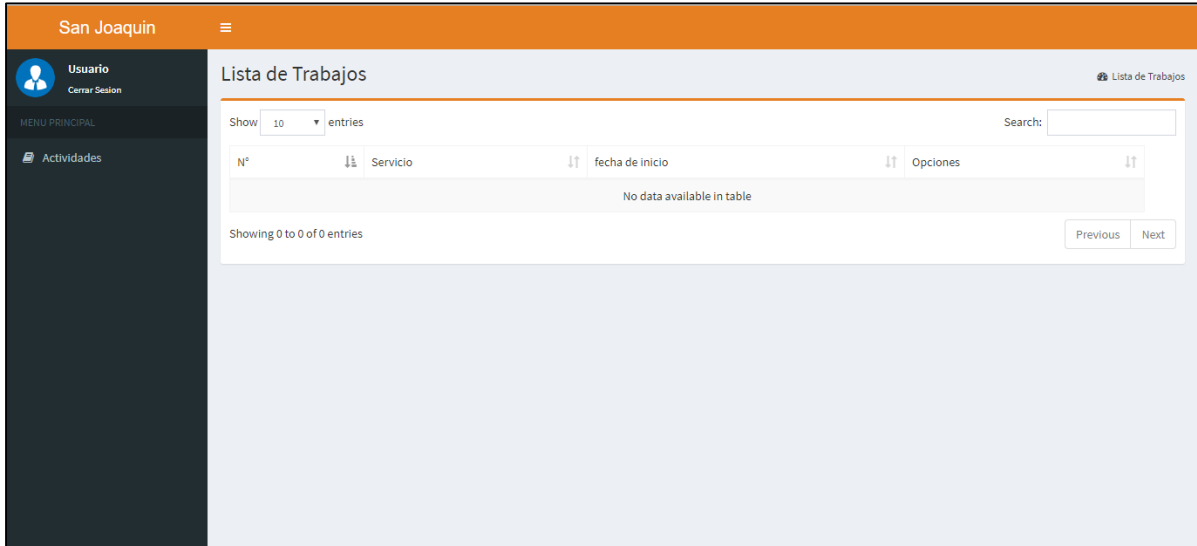 San Joaquin
Usuario
Cerrar Sesion
MENU PRINCIPAL
Actividades
Lista de Trabajos
Lista de Trabajos
Show 10 entries
Search:
N° Servicio fecha de inicio Opciones
No data available in table
Showing 0 to 0 of 0 entries
Previous Next